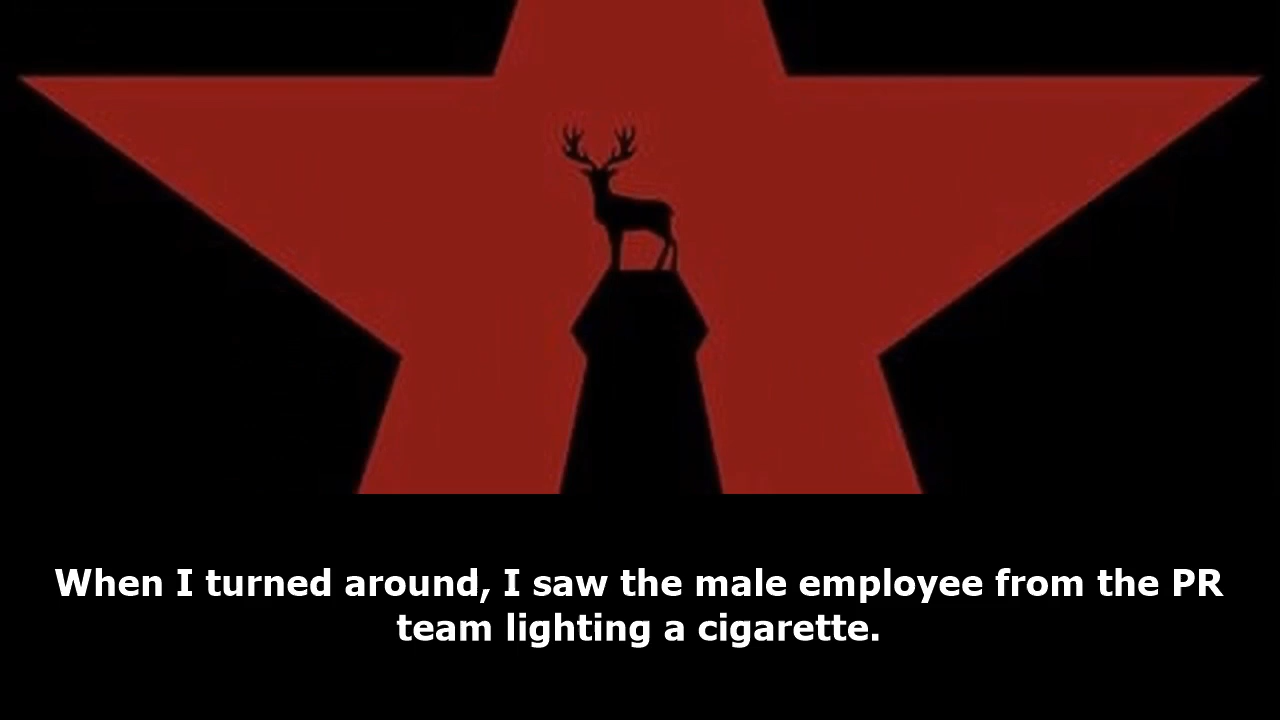 When I turned around, I saw the male employee from the PR
team lighting a cigarette.